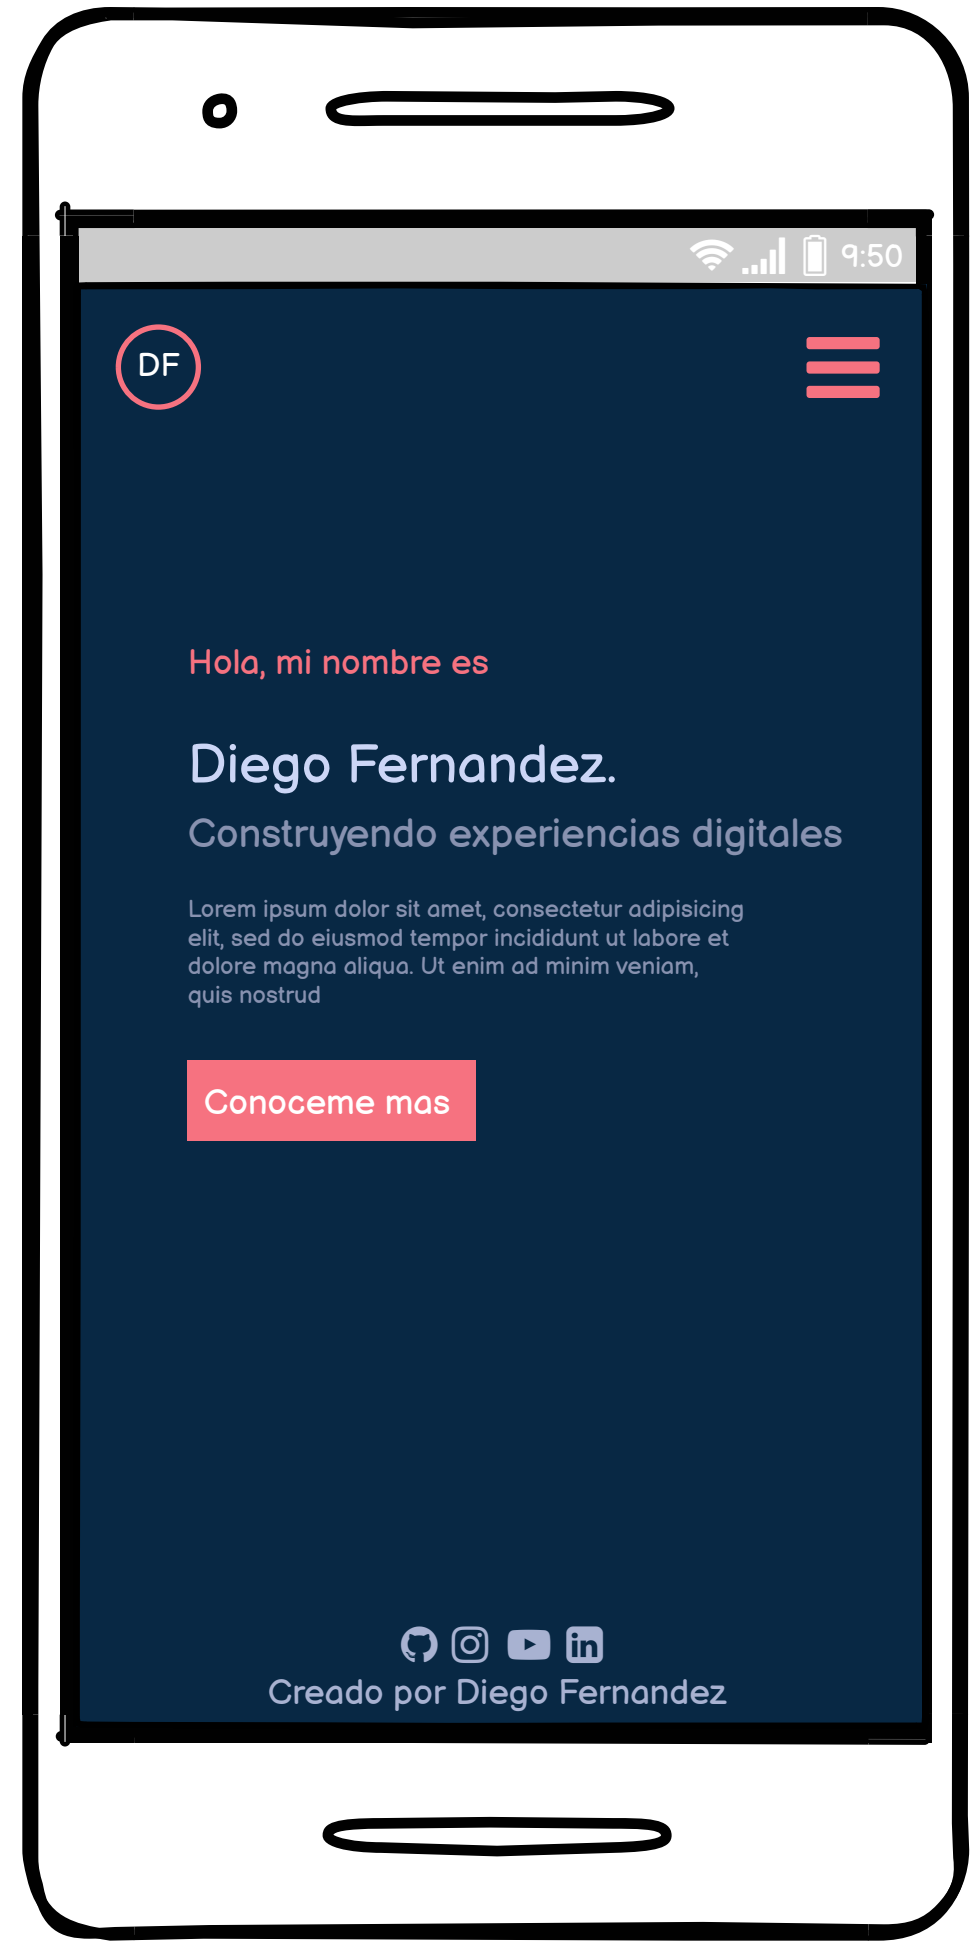 9:50
DF
Hola, mi nombre es
Diego Fernandez.
Construyendo experiencias digitales
Lorem ipsum dolor sit amet, consectetur adipisicing
elit, sed do eiusmod tempor incididunt ut labore et
dolore magna aliqua. Ut enim ad minim veniam,
quis nostrud
Conoceme mas
in
Creado por Diego Fernandez